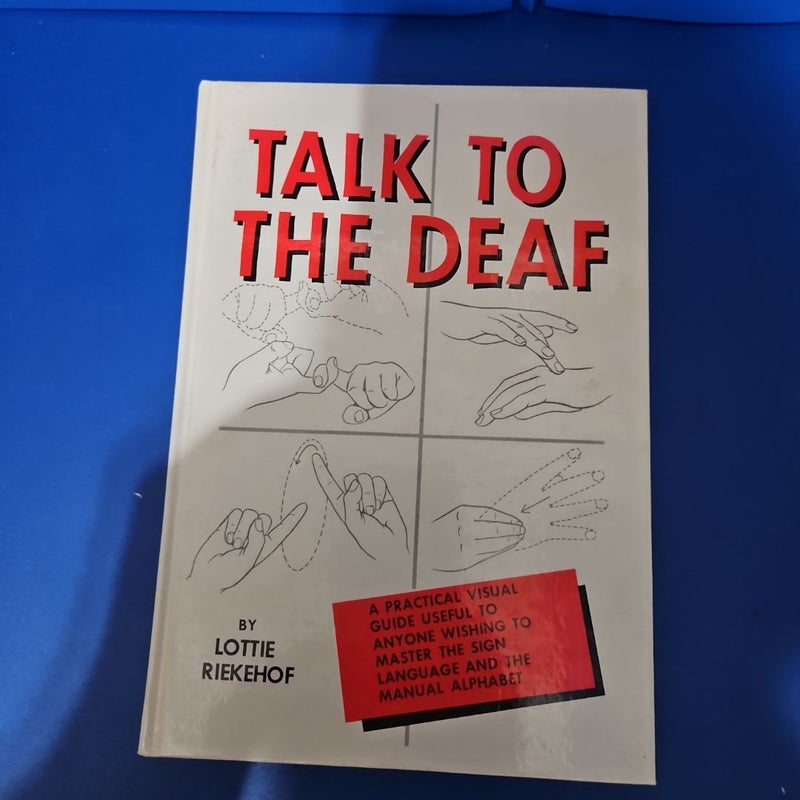 TALK TO
THE DEAF
BY
LOTTIE
RIEKEHOF
A PRACTICAL VISUAL
GUIDE USEFUL TO
ANYONE WISHING TO
MASTER THE SIGN
LANGUAGE AND THE
MANUAL ALPHABET